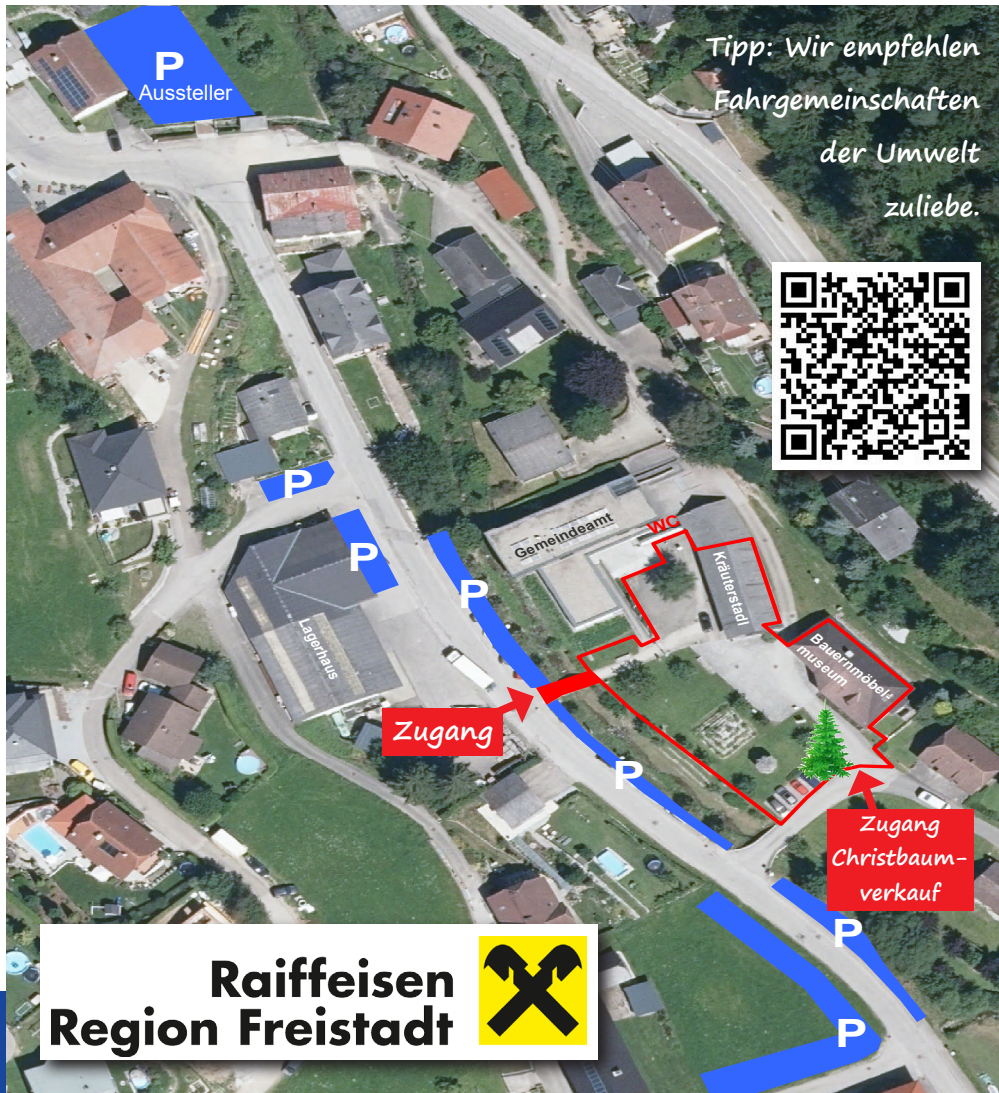 Tipp: Wir empfehlen
Fahrgemeinschaften
der Umwelt
zuliebe.
P
Aussteller
P
P
P
Gemeindeamt
WC
Kräuterstadl
Bauernmöbel-
museum
Lagerhaus
Zugang
P
Zugang
Christbaum-
verkauf
P
P
Raiffeisen
Region Freistadt